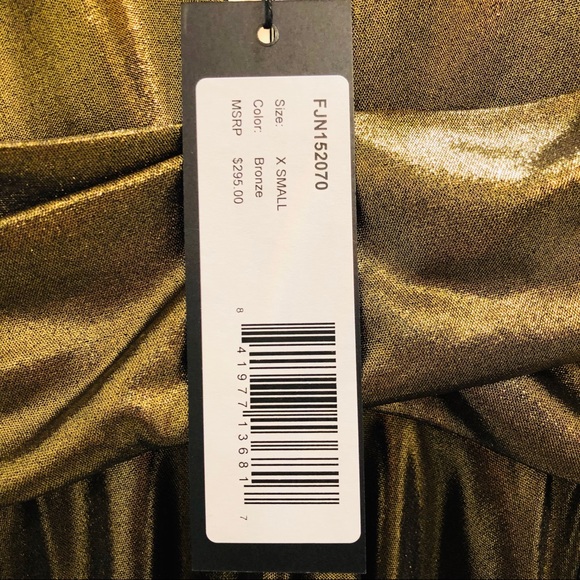 FJN152070
Size: X SMALL
Color: Bronze
MSRP $295.00
8 41977 13681 7